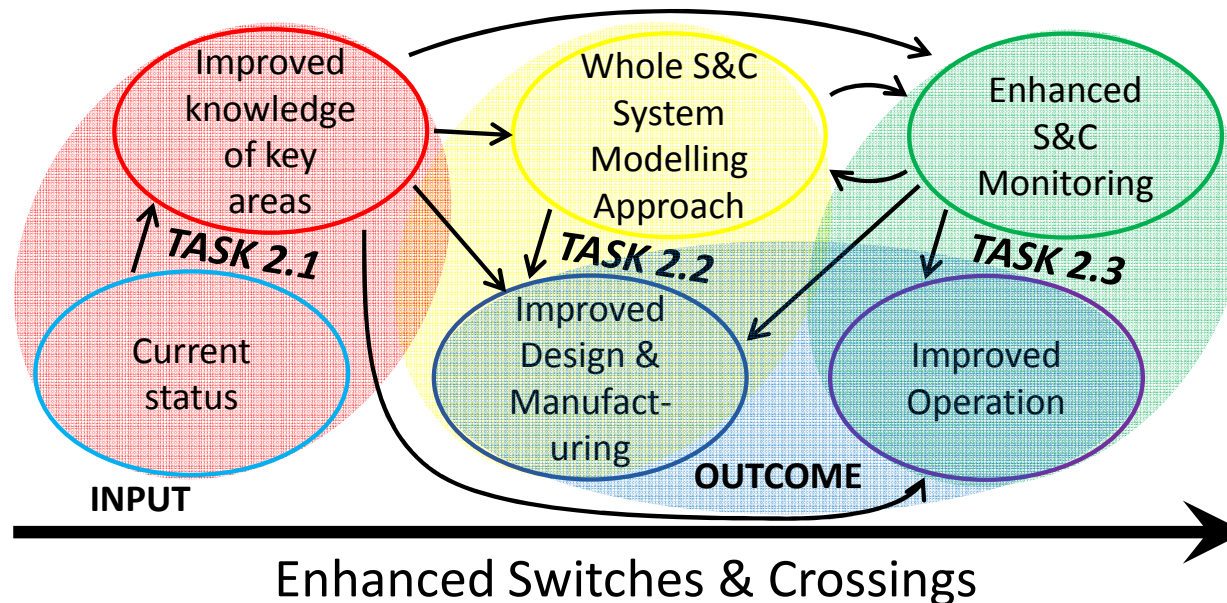 Improved
knowledge
of key
areas
TASK 2.1
Current
status
INPUT
Whole S&C
System
Modelling
Approach
TASK 2.2
Improved
Design &
Manufact-
uring
OUTCOME
Enhanced
S&C
Monitoring
TASK 2.3
Improved
Operation
Enhanced Switches & Crossings